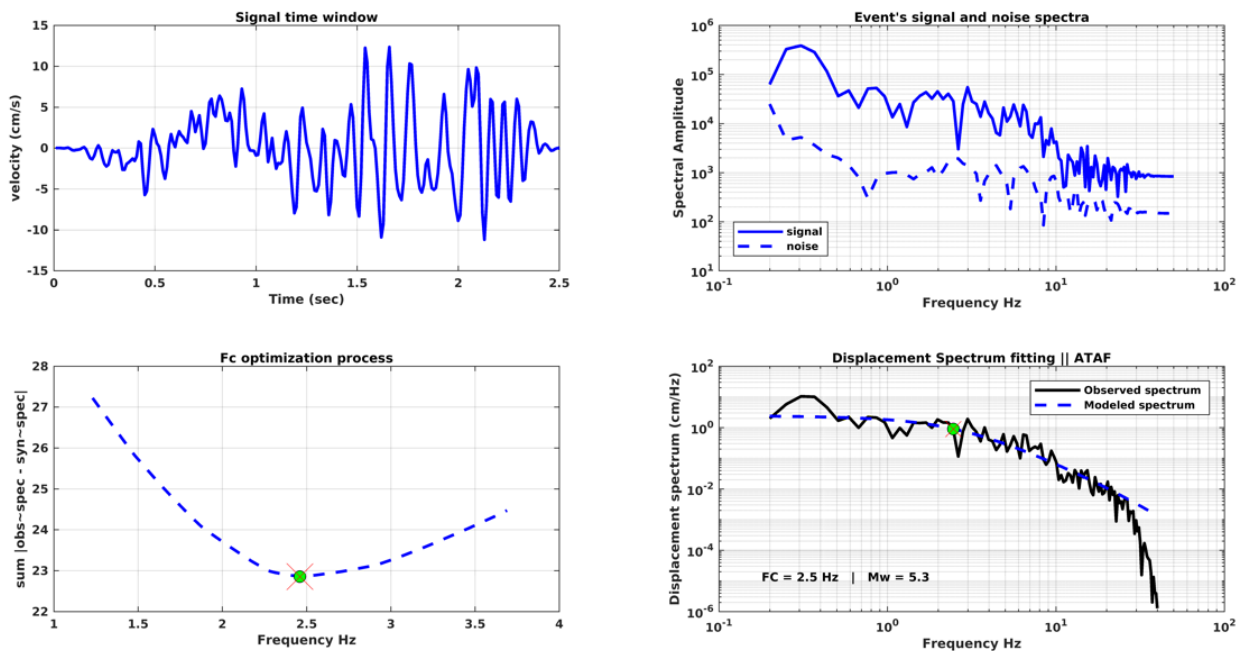 Signal time window
15
10
5
0
-5
-10
-15
velocity (cm/s)
0 0.5 1 1.5 2 2.5
Time (sec)
Event's signal and noise spectra
10^6
10^5
10^4
10^3
10^2
10^1
Spectral Amplitude
signal
noise
10^-1 10^0 10^1 10^2
Frequency Hz
Fc optimization process
28
27
26
25
24
23
22
sum |obs~spec - syn~spec|
1 1.5 2 2.5 3 3.5 4
Frequency Hz
Displacement Spectrum fitting || ATAF
10^2
10^0
10^-2
10^-4
10^-6
Displacement spectrum (cm/Hz)
Observed spectrum
Modeled spectrum
FC = 2.5 Hz | Mw = 5.3
10^-1 10^0 10^1 10^2
Frequency Hz